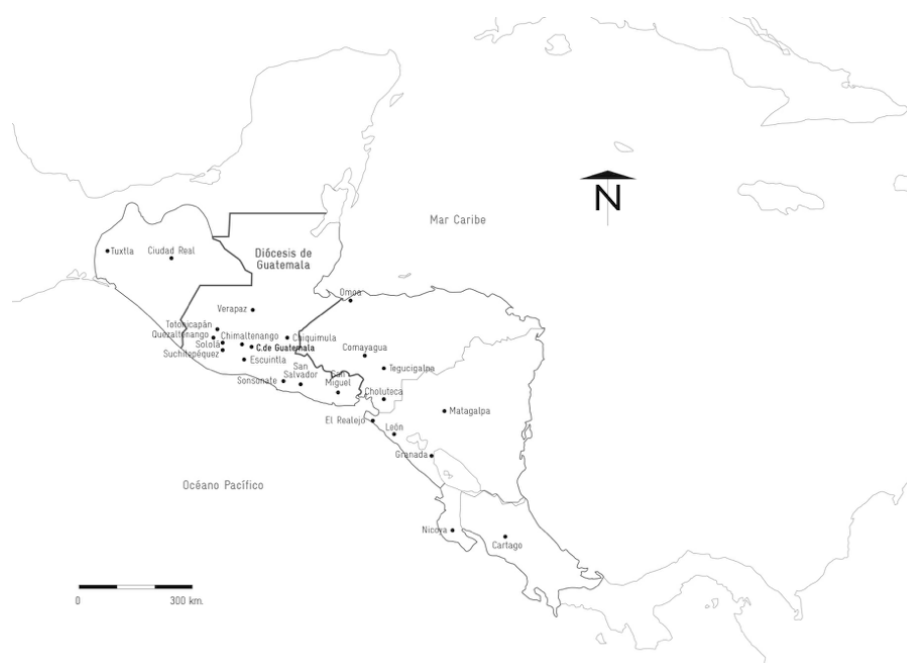 N
Mar Caribe
Tuxtla
Ciudad Real
Diócesis de
Guatemala
Omoa
Verapaz
Totonicapán
Quezaltenango
Chimaltenango
Chiquimula
Sololá
C.de Guatemala
Suchitepéquez
Escuintla
Comayagua
Tegucigalpa
San
Salvador
San
Miguel
Sonsonate
Choluteca
Matagalpa
El Realejo
León
Granada
Océano Pacífico
Nicoya
Cartago
0
300 km.